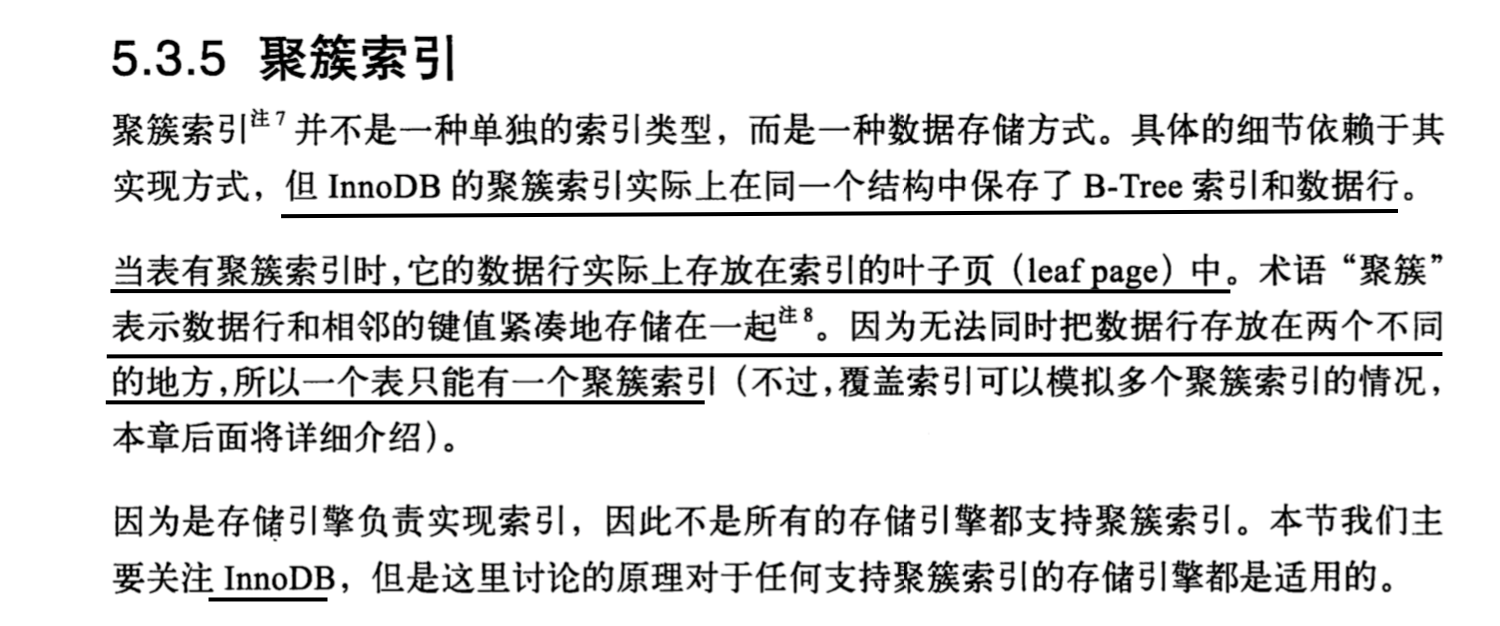 5.3.5 聚簇索引
聚簇索引注7并不是一种单独的索引类型，而是一种数据存储方式。具体的细节依赖于其
实现方式，但 InnoDB 的聚簇索引实际上在同一个结构中保存了 B-Tree 索引和数据行。
当表有聚簇索引时，它的数据行实际上存放在索引的叶子页（leaf page）中。术语“聚簇”
表示数据行和相邻的键值紧凑地存储在一起注8。因为无法同时把数据行存放在两个不同
的地方，所以一个表只能有一个聚簇索引（不过，覆盖索引可以模拟多个聚簇索引的情况，
本章后面将详细介绍）。
因为是存储引擎负责实现索引，因此不是所有的存储引擎都支持聚簇索引。本节我们主
要关注 InnoDB，但是这里讨论的原理对于任何支持聚簇索引的存储引擎都是适用的。